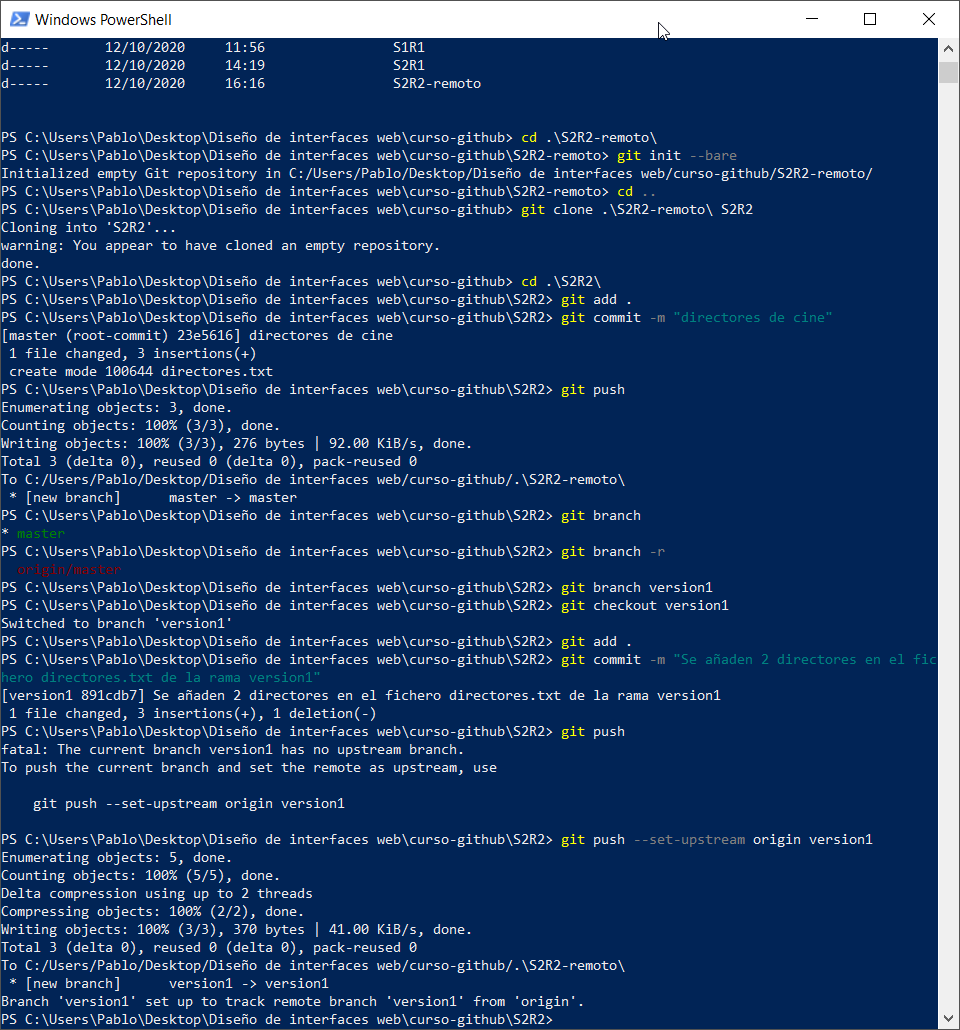 Windows PowerShell
d-----       12/10/2020     11:56                S1R1
d-----       12/10/2020     14:19                S2R1
d-----       12/10/2020     16:16                S2R2-remoto
PS C:\Users\Pablo\Desktop\Diseño de interfaces web\curso-github> cd .\S2R2-remoto\
PS C:\Users\Pablo\Desktop\Diseño de interfaces web\curso-github\S2R2-remoto> git init --bare
Initialized empty Git repository in C:/Users/Pablo/Desktop/Diseño de interfaces web/curso-github/S2R2-remoto/
PS C:\Users\Pablo\Desktop\Diseño de interfaces web\curso-github\S2R2-remoto> cd ..
PS C:\Users\Pablo\Desktop\Diseño de interfaces web\curso-github> git clone .\S2R2-remoto\ S2R2
Cloning into 'S2R2'...
warning: You appear to have cloned an empty repository.
done.
PS C:\Users\Pablo\Desktop\Diseño de interfaces web\curso-github> cd .\S2R2\
PS C:\Users\Pablo\Desktop\Diseño de interfaces web\curso-github\S2R2> git add .
PS C:\Users\Pablo\Desktop\Diseño de interfaces web\curso-github\S2R2> git commit -m "directores de cine"
[master (root-commit) 23e5616] directores de cine
 1 file changed, 3 insertions(+)
 create mode 100644 directores.txt
PS C:\Users\Pablo\Desktop\Diseño de interfaces web\curso-github\S2R2> git push
Enumerating objects: 3, done.
Counting objects: 100% (3/3), done.
Writing objects: 100% (3/3), 276 bytes | 92.00 KiB/s, done.
Total 3 (delta 0), reused 0 (delta 0), pack-reused 0
To C:/Users/Pablo/Desktop/Diseño de interfaces web/curso-github/.\S2R2-remoto\
 * [new branch]      master -> master
PS C:\Users\Pablo\Desktop\Diseño de interfaces web\curso-github\S2R2> git branch
* master
PS C:\Users\Pablo\Desktop\Diseño de interfaces web\curso-github\S2R2> git branch -r
  origin/master
PS C:\Users\Pablo\Desktop\Diseño de interfaces web\curso-github\S2R2> git branch version1
PS C:\Users\Pablo\Desktop\Diseño de interfaces web\curso-github\S2R2> git checkout version1
Switched to branch 'version1'
PS C:\Users\Pablo\Desktop\Diseño de interfaces web\curso-github\S2R2> git add .
PS C:\Users\Pablo\Desktop\Diseño de interfaces web\curso-github\S2R2> git commit -m "Se añaden 2 directores en el fic
hero directores.txt de la rama version1"
[version1 891cdb7] Se añaden 2 directores en el fichero directores.txt de la rama version1
 1 file changed, 3 insertions(+), 1 deletion(-)
PS C:\Users\Pablo\Desktop\Diseño de interfaces web\curso-github\S2R2> git push
fatal: The current branch version1 has no upstream branch.
To push the current branch and set the remote as upstream, use
    git push --set-upstream origin version1
PS C:\Users\Pablo\Desktop\Diseño de interfaces web\curso-github\S2R2> git push --set-upstream origin version1
Enumerating objects: 5, done.
Counting objects: 100% (5/5), done.
Delta compression using up to 2 threads
Compressing objects: 100% (2/2), done.
Writing objects: 100% (3/3), 370 bytes | 41.00 KiB/s, done.
Total 3 (delta 0), reused 0 (delta 0), pack-reused 0
To C:/Users/Pablo/Desktop/Diseño de interfaces web/curso-github/.\S2R2-remoto\
 * [new branch]      version1 -> version1
Branch 'version1' set up to track remote branch 'version1' from 'origin'.
PS C:\Users\Pablo\Desktop\Diseño de interfaces web\curso-github\S2R2>